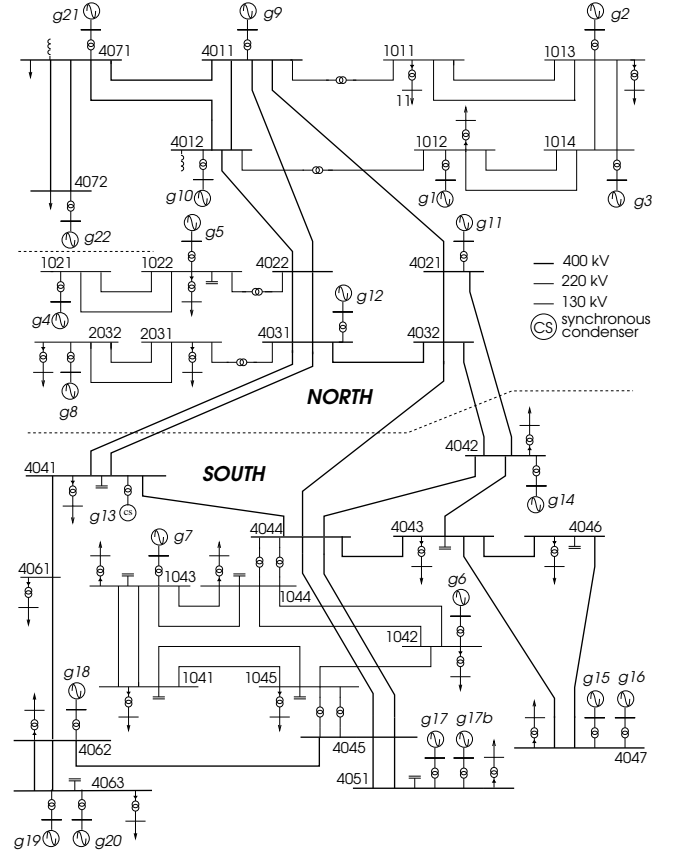 g21
g9
g2
4071
4011
1011
1013
11
4012
1012
1014
g10
g1
g3
4072
g22
g5
g11
1021
1022
4022
4021
400 kV
220 kV
130 kV
CS synchronous
condenser
g4
g12
2032
2031
4031
4032
g8
NORTH
SOUTH
4041
4042
g13
cs
g14
4044
4043
4046
g7
4061
1043
1044
g6
1042
g18
1041
1045
g15
g16
g17
g17b
4062
4045
4047
4063
4051
g19
g20